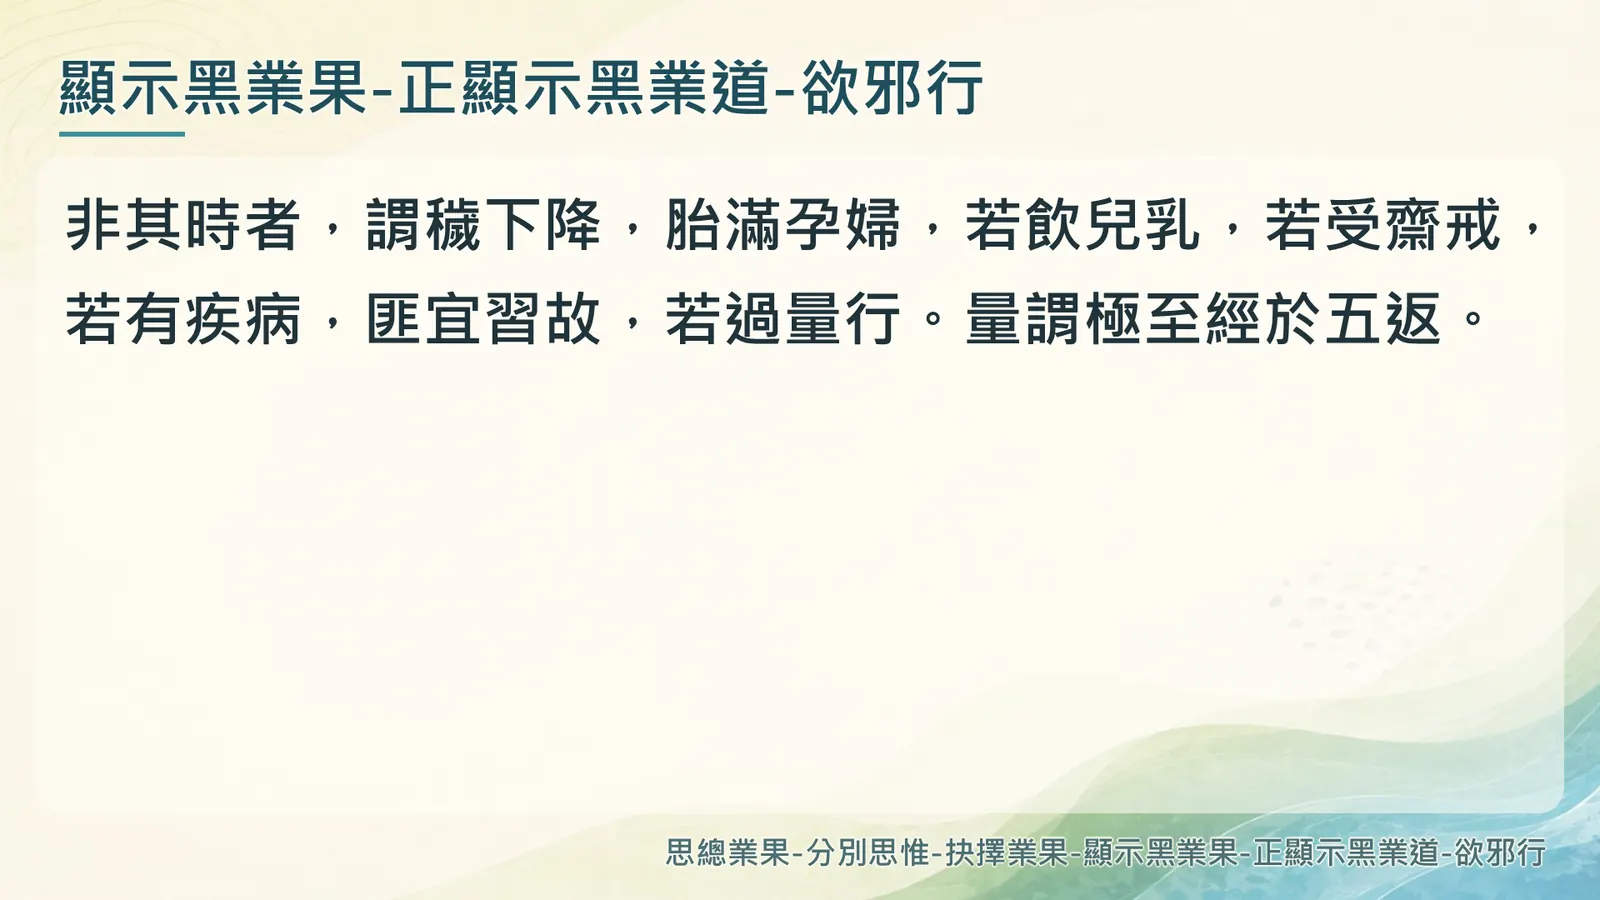 顯示黑業果-正顯示黑業道-欲邪行
非其時者，謂穢下降，胎滿孕婦，若飲兒乳，若受齋戒，
若有疾病，匪宜習故，若過量行。量謂極至經於五返。
思總業果-分別思惟-抉擇業果-顯示黑業果-正顯示黑業道-欲邪行